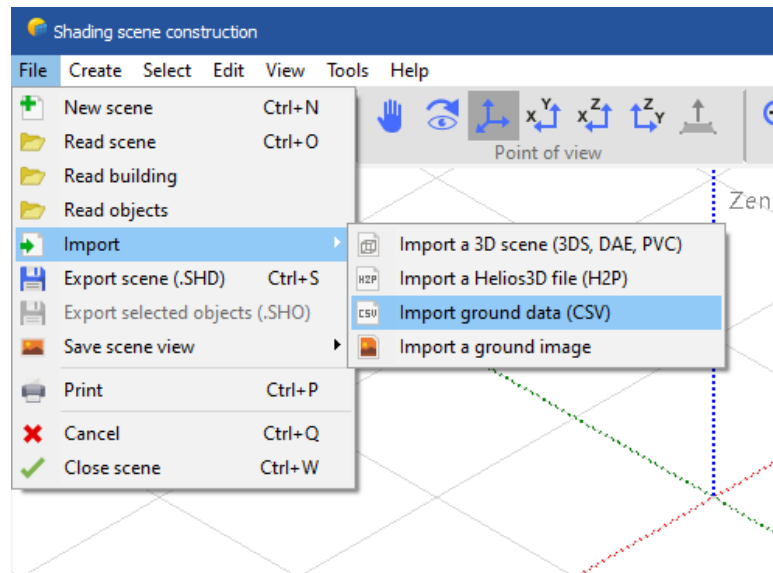 Shading scene construction
File Create Select Edit View Tools Help
New scene Ctrl+N
Read scene Ctrl+O
Read building
Read objects
Import
Export scene (.SHD) Ctrl+S
Export selected objects (.SHO)
Save scene view
Print Ctrl+P
Cancel Ctrl+Q
Close scene Ctrl+W
X Y X Z Z Y
Point of view
Zen
Import a 3D scene (3DS, DAE, PVC)
H2P Import a Helios3D file (H2P)
CSV Import ground data (CSV)
Import a ground image